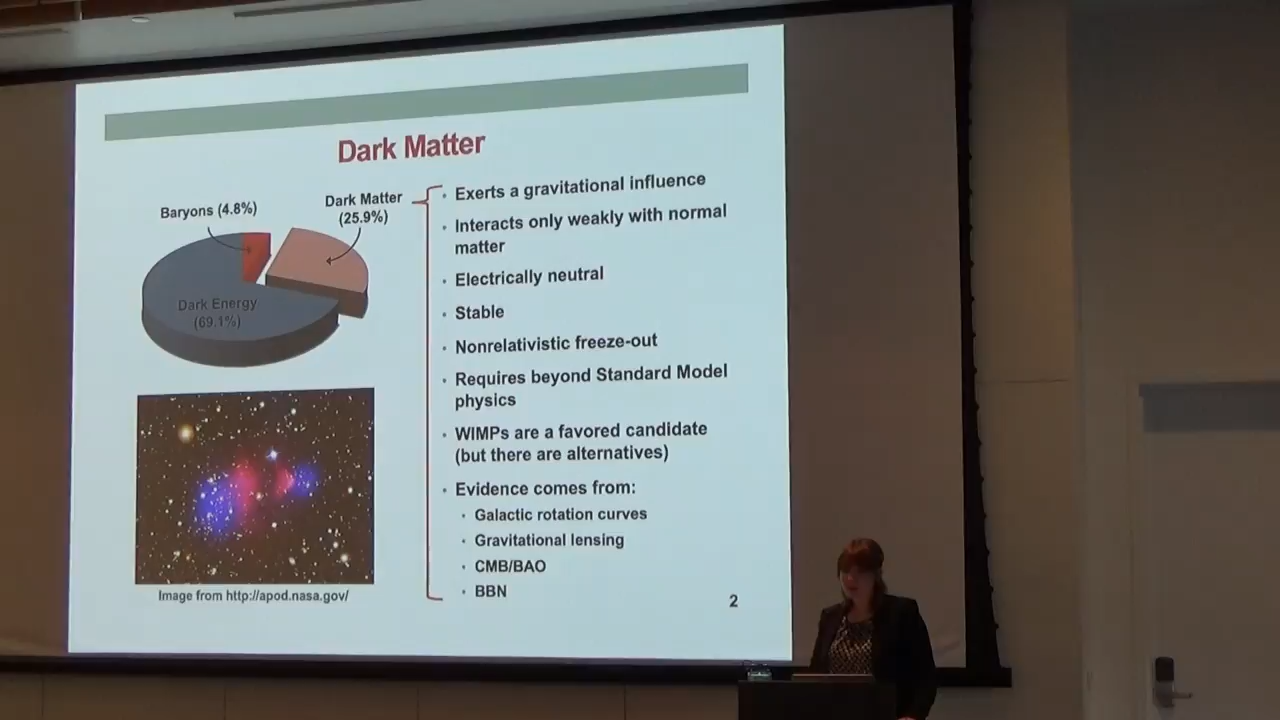 Dark Matter
Baryons (4.8%)
Dark Matter
(25.9%)
Dark Energy
(69.1%)
Image from http://apod.nasa.gov/
• Exerts a gravitational influence
• Interacts only weakly with normal
matter
• Electrically neutral
• Stable
• Nonrelativistic freeze-out
• Requires beyond Standard Model
physics
• WIMPs are a favored candidate
(but there are alternatives)
• Evidence comes from:
• Galactic rotation curves
• Gravitational lensing
• CMB/BAO
• BBN
2